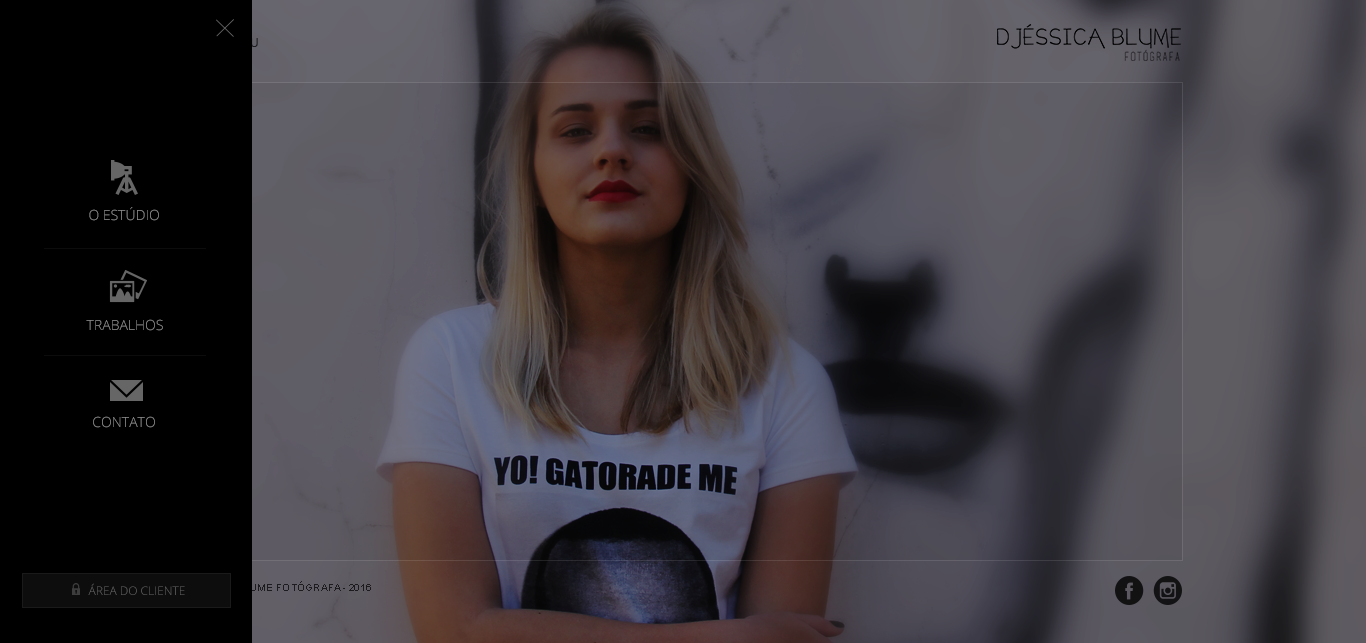 DJÉSSICA BLUME
FOTÓGRAFA
O ESTÚDIO
TRABALHOS
CONTATO
YO! GATORADE ME
ÁREA DO CLIENTE
UME FOTÓGRAFA - 2016